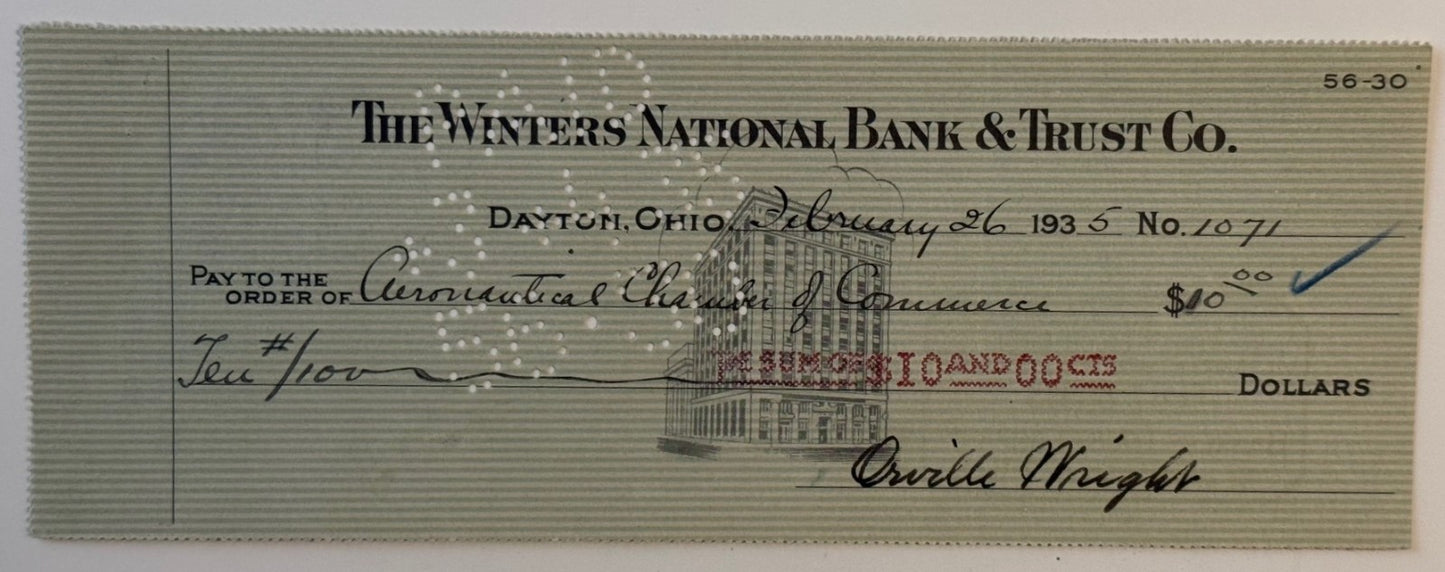 56-30
THE WINTERS NATIONAL BANK & TRUST CO.
DAYTON, OHIO, February 26 1935 No. 1071
PAY TO THE
ORDER OF Aeronautical Chamber of Commerce $10 00
Ten #/100 THE SUM OF $10 AND 00 CTS DOLLARS
Orville Wright